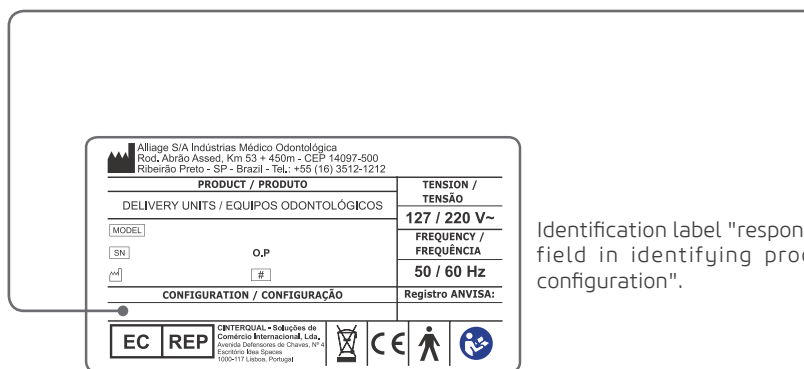 Alliage S/A Indústrias Médico Odontológica
Rod. Abrão Assed, Km 53 + 450m - CEP 14097-500
Ribeirão Preto - SP - Brazil - Tel.: +55 (16) 3512-1212
PRODUCT / PRODUTO
DELIVERY UNITS / EQUIPOS ODONTOLÓGICOS
MODEL
SN
O.P
#
CONFIGURATION / CONFIGURAÇÃO
TENSION /
TENSÃO
127 / 220 V~
FREQUENCY /
FREQUÊNCIA
50 / 60 Hz
Registro ANVISA:
EC REP
CINTERQUAL - Soluções de
Comércio Internacional, Lda.
Avenida Defensores de Chaves, Nº 4
Escritório Idea Spaces
1000-117 Lisboa, Portugal
CE
Identification label "respon
field in identifying
configuration".